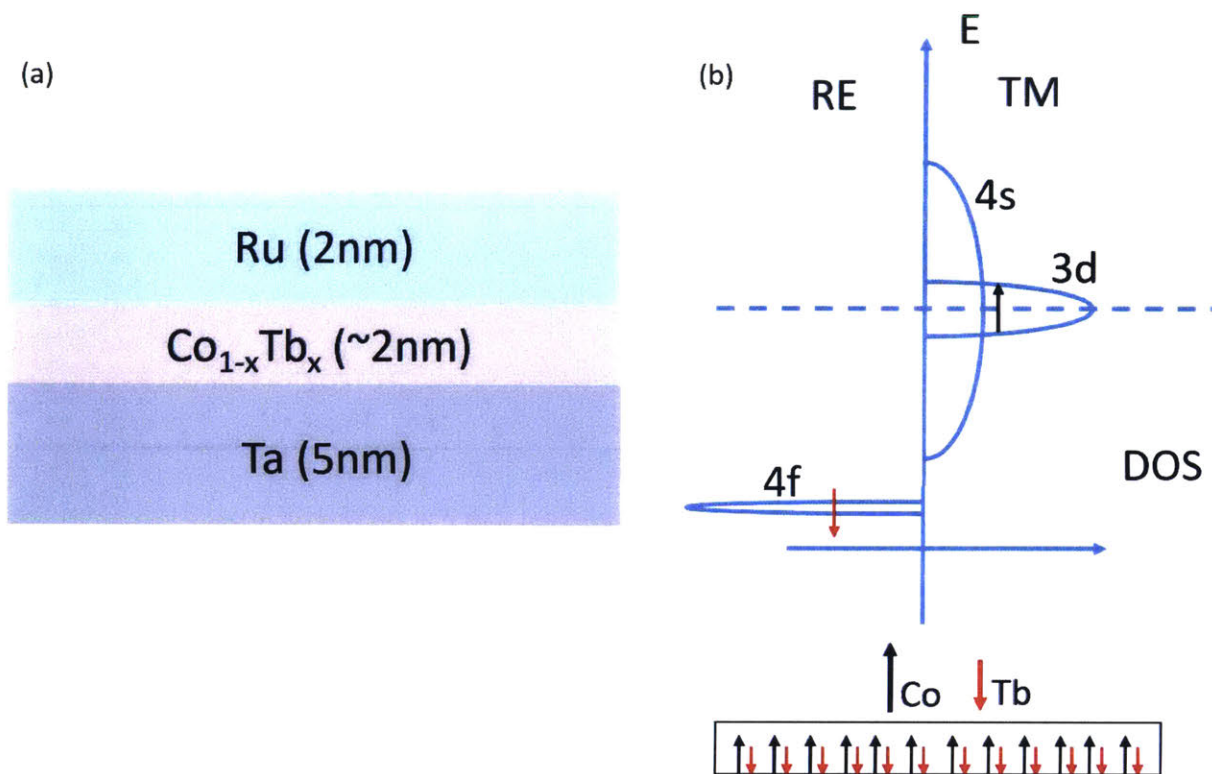 (a)
Ru (2nm)
Co₁₋ₓTbₓ (~2nm)
Ta (5nm)
(b)
E
RE
TM
4s
3d
4f
DOS
Co
Tb